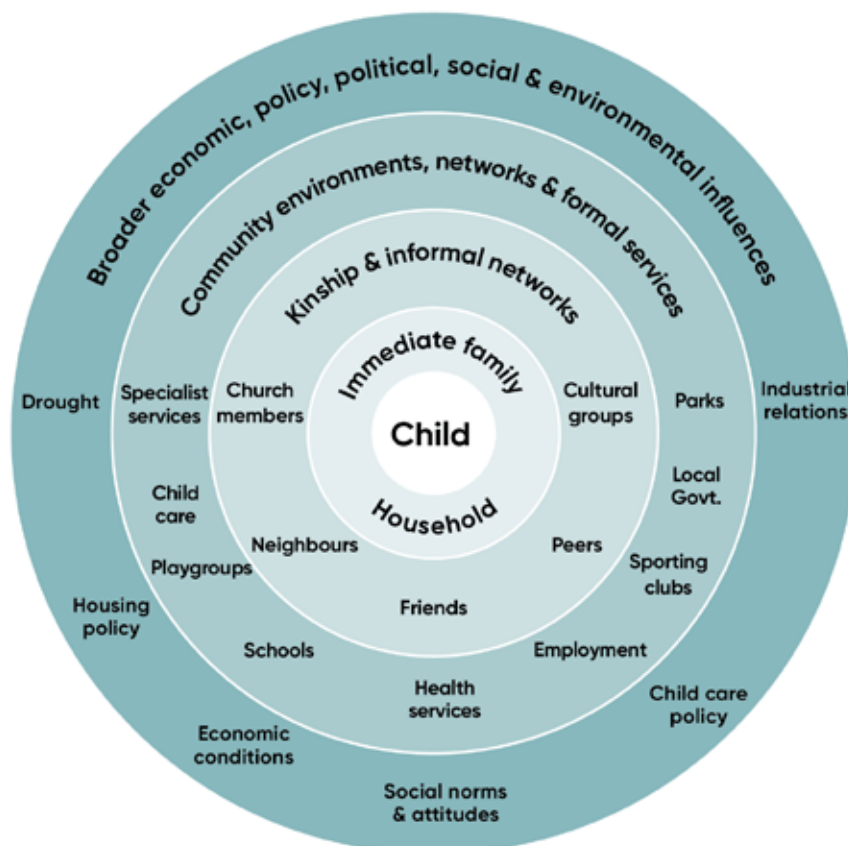 Broader economic, policy, political, social & environmental influences
Community environments, networks & formal services
Kinship & informal networks
Immediate family
Child
Household
Drought
Specialist
services
Church
members
Cultural
groups
Parks
Industrial
relations
Child
care
Local
Govt.
Neighbours
Peers
Playgroups
Sporting
clubs
Housing
policy
Friends
Schools
Employment
Health
services
Child care
policy
Economic
conditions
Social norms
& attitudes